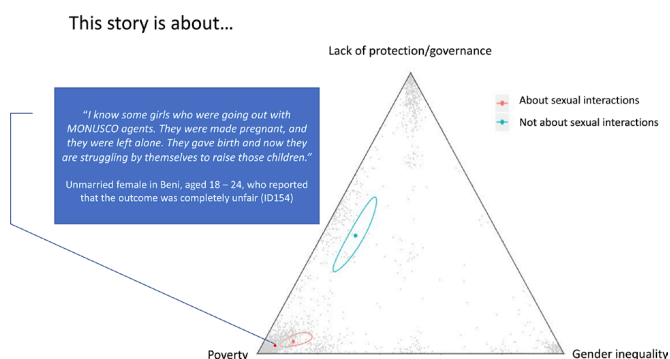 This story is about…
Lack of protection/governance
“I know some girls who were going out with
MONUSCO agents. They were made pregnant, and
they were left alone. They gave birth and now they
are struggling by themselves to raise those children.”
Unmarried female in Beni, aged 18 – 24, who reported
that the outcome was completely unfair (ID154)
About sexual interactions
Not about sexual interactions
Poverty
Gender inequality